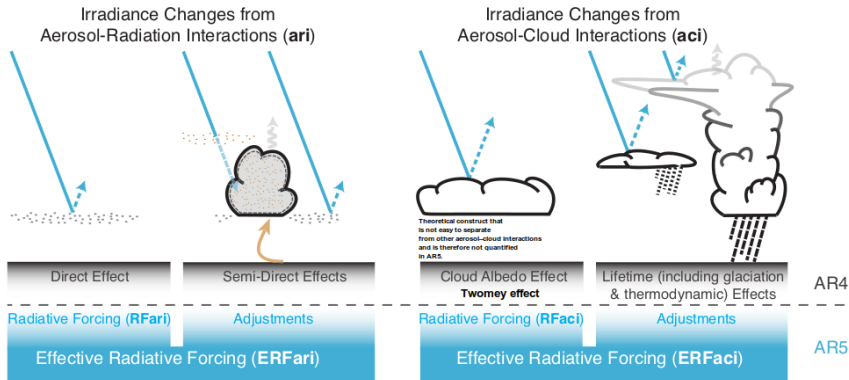 Irradiance Changes from
Aerosol-Radiation Interactions (ari)
Irradiance Changes from
Aerosol-Cloud Interactions (aci)
Theoretical construct that
is not easy to separate
from other aerosol–cloud interactions
and is therefore not quantified
in AR5.
Direct Effect
Semi-Direct Effects
Cloud Albedo Effect
Twomey effect
Lifetime (including glaciation
& thermodynamic) Effects
AR4
Radiative Forcing (RFari)
Adjustments
Radiative Forcing (RFaci)
Adjustments
AR5
Effective Radiative Forcing (ERFari)
Effective Radiative Forcing (ERFaci)